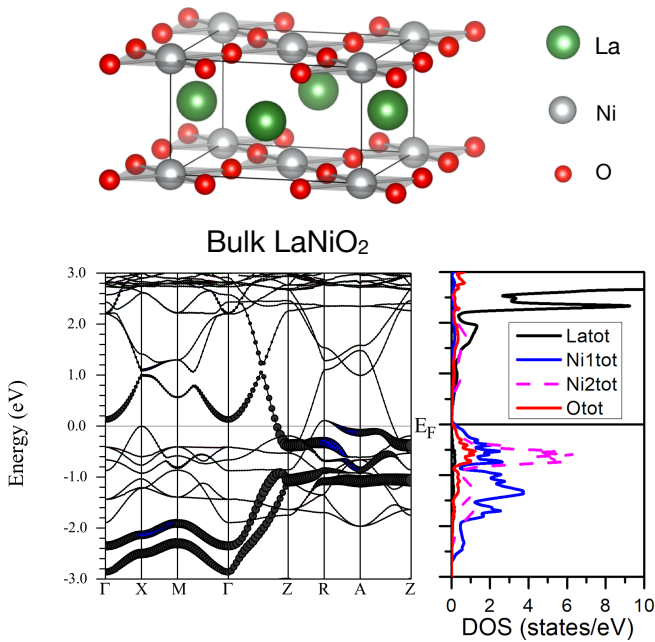 La
Ni
O
Bulk LaNiO₂
Energy (eV)
3.0
2.0
1.0
0.0
-1.0
-2.0
-3.0
Γ X M Γ Z R A Z
E_F
Latot
Ni1tot
Ni2tot
Otot
0 2 4 6 8 10
DOS (states/eV)